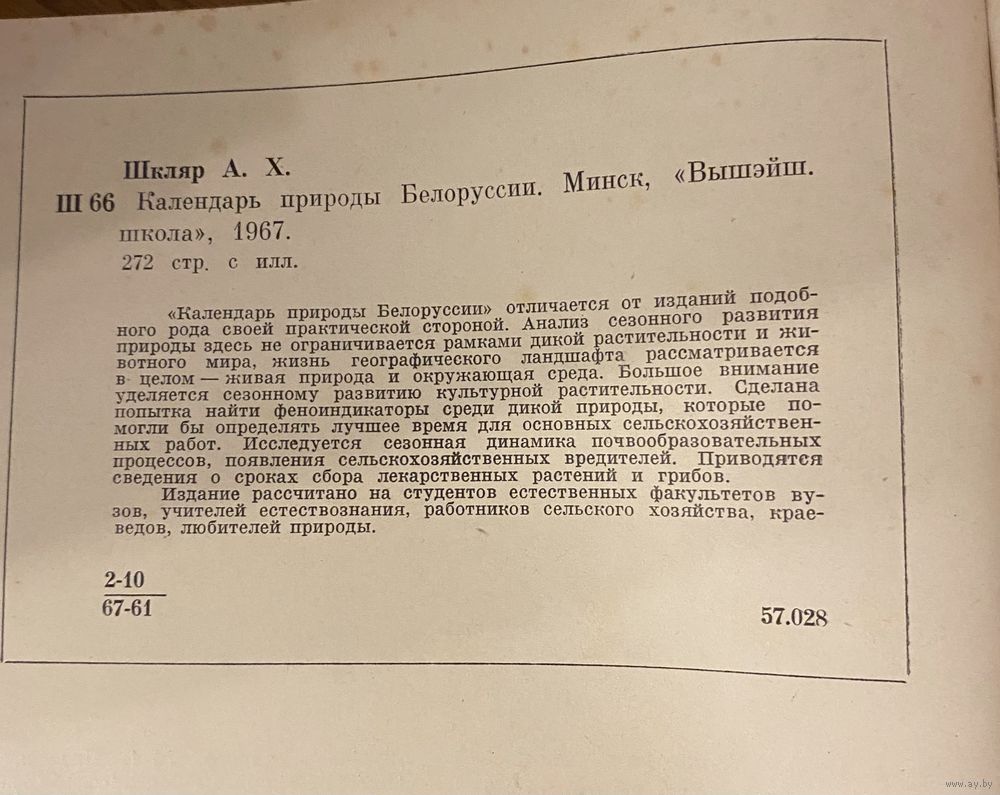 Шкляр А. Х.
Ш 66 Календарь природы Белоруссии. Минск, «Вышэйш.
школа», 1967.
272 стр. с илл.
«Календарь природы Белоруссии» отличается от изданий подоб-
ного рода своей практической стороной. Анализ сезонного развития
природы здесь не ограничивается рамками дикой растительности и жи-
вотного мира, жизнь географического ландшафта рассматривается
в целом — живая природа и окружающая среда. Большое внимание
уделяется сезонному развитию культурной растительности. Сделана
попытка найти феноиндикаторы среди дикой природы, которые по-
могли бы определять лучшее время для основных сельскохозяйствен-
ных работ. Исследуется сезонная динамика почвообразовательных
процессов, появления сельскохозяйственных вредителей. Приводятся
сведения о сроках сбора лекарственных растений и грибов.
Издание рассчитано на студентов естественных факультетов ву-
зов, учителей естествознания, работников сельского хозяйства, крае-
ведов, любителей природы.
2-10
67-61
57.028
www.ay.by